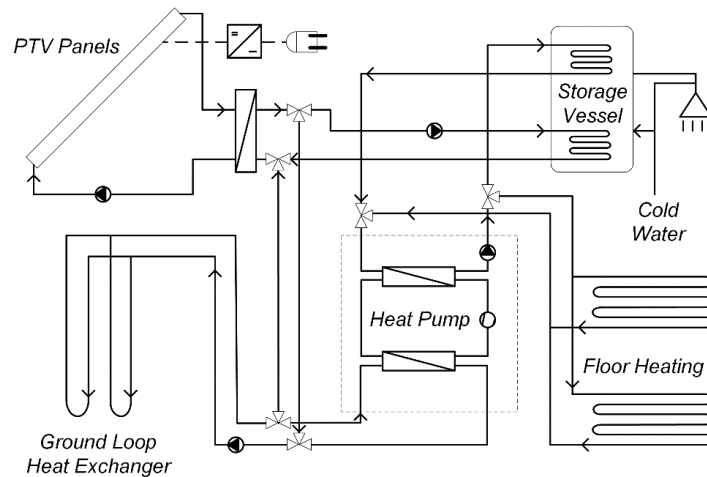 PTV Panels
=
–
Storage
Vessel
Cold
Water
Heat Pump
Floor Heating
Ground Loop
Heat Exchanger